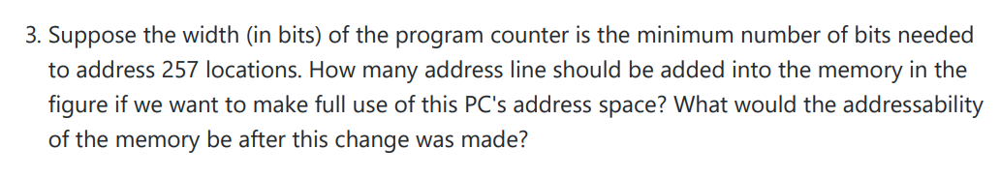 3. Suppose the width (in bits) of the program counter is the minimum number of bits needed
to address 257 locations. How many address line should be added into the memory in the
figure if we want to make full use of this PC's address space? What would the addressability
of the memory be after this change was made?